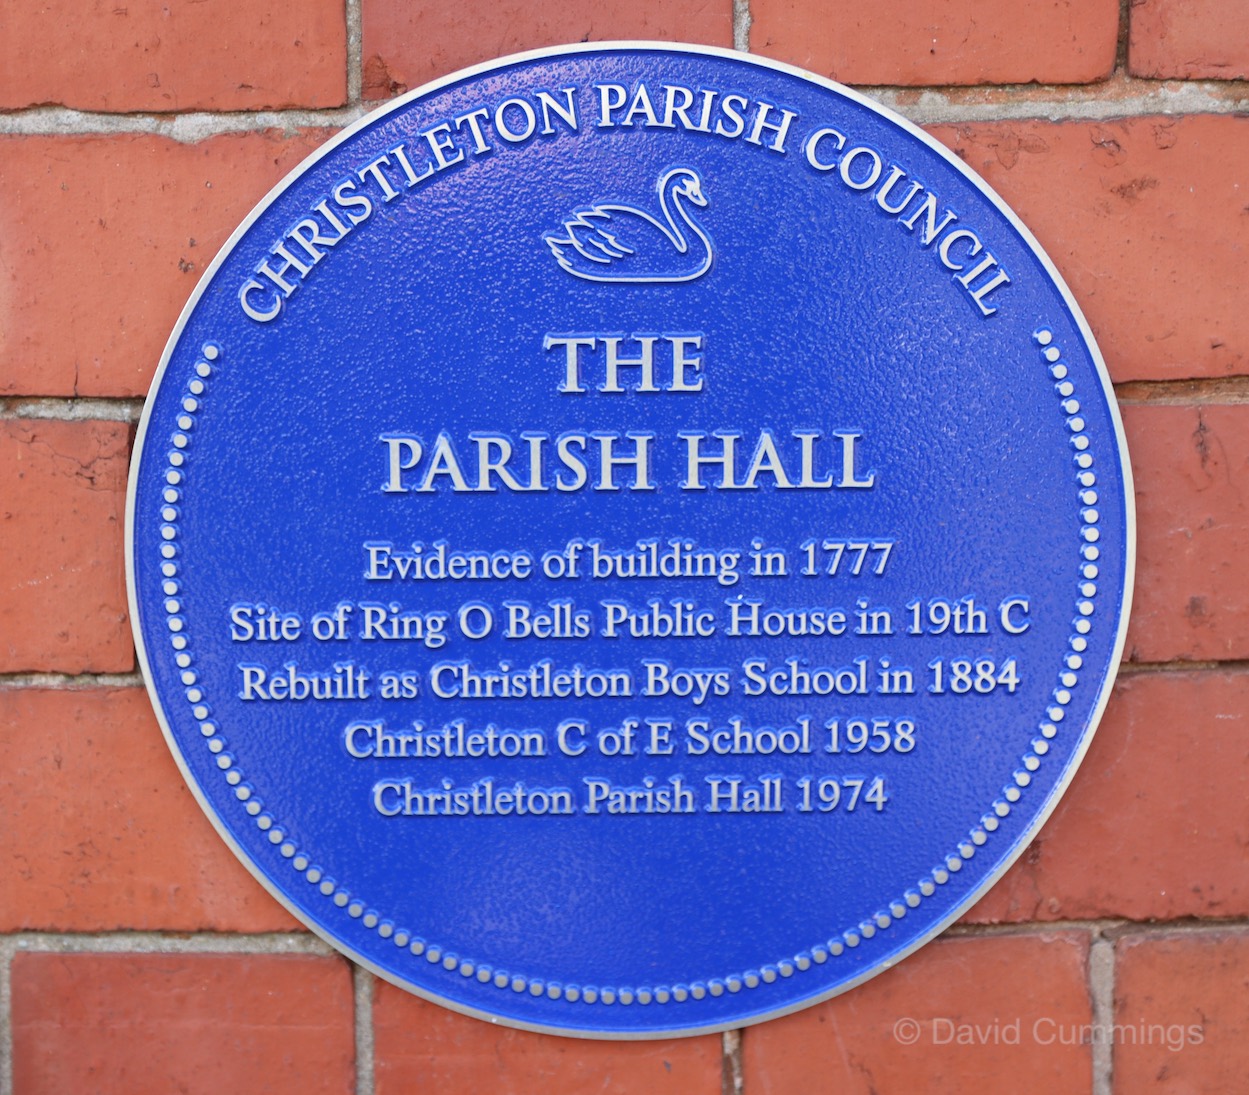 CHRISTLETON PARISH COUNCIL
THE
PARISH HALL
Evidence of building in 1777
Site of Ring O Bells Public House in 19th C
Rebuilt as Christleton Boys School in 1884
Christleton C of E School 1958
Christleton Parish Hall 1974
© David Cummings